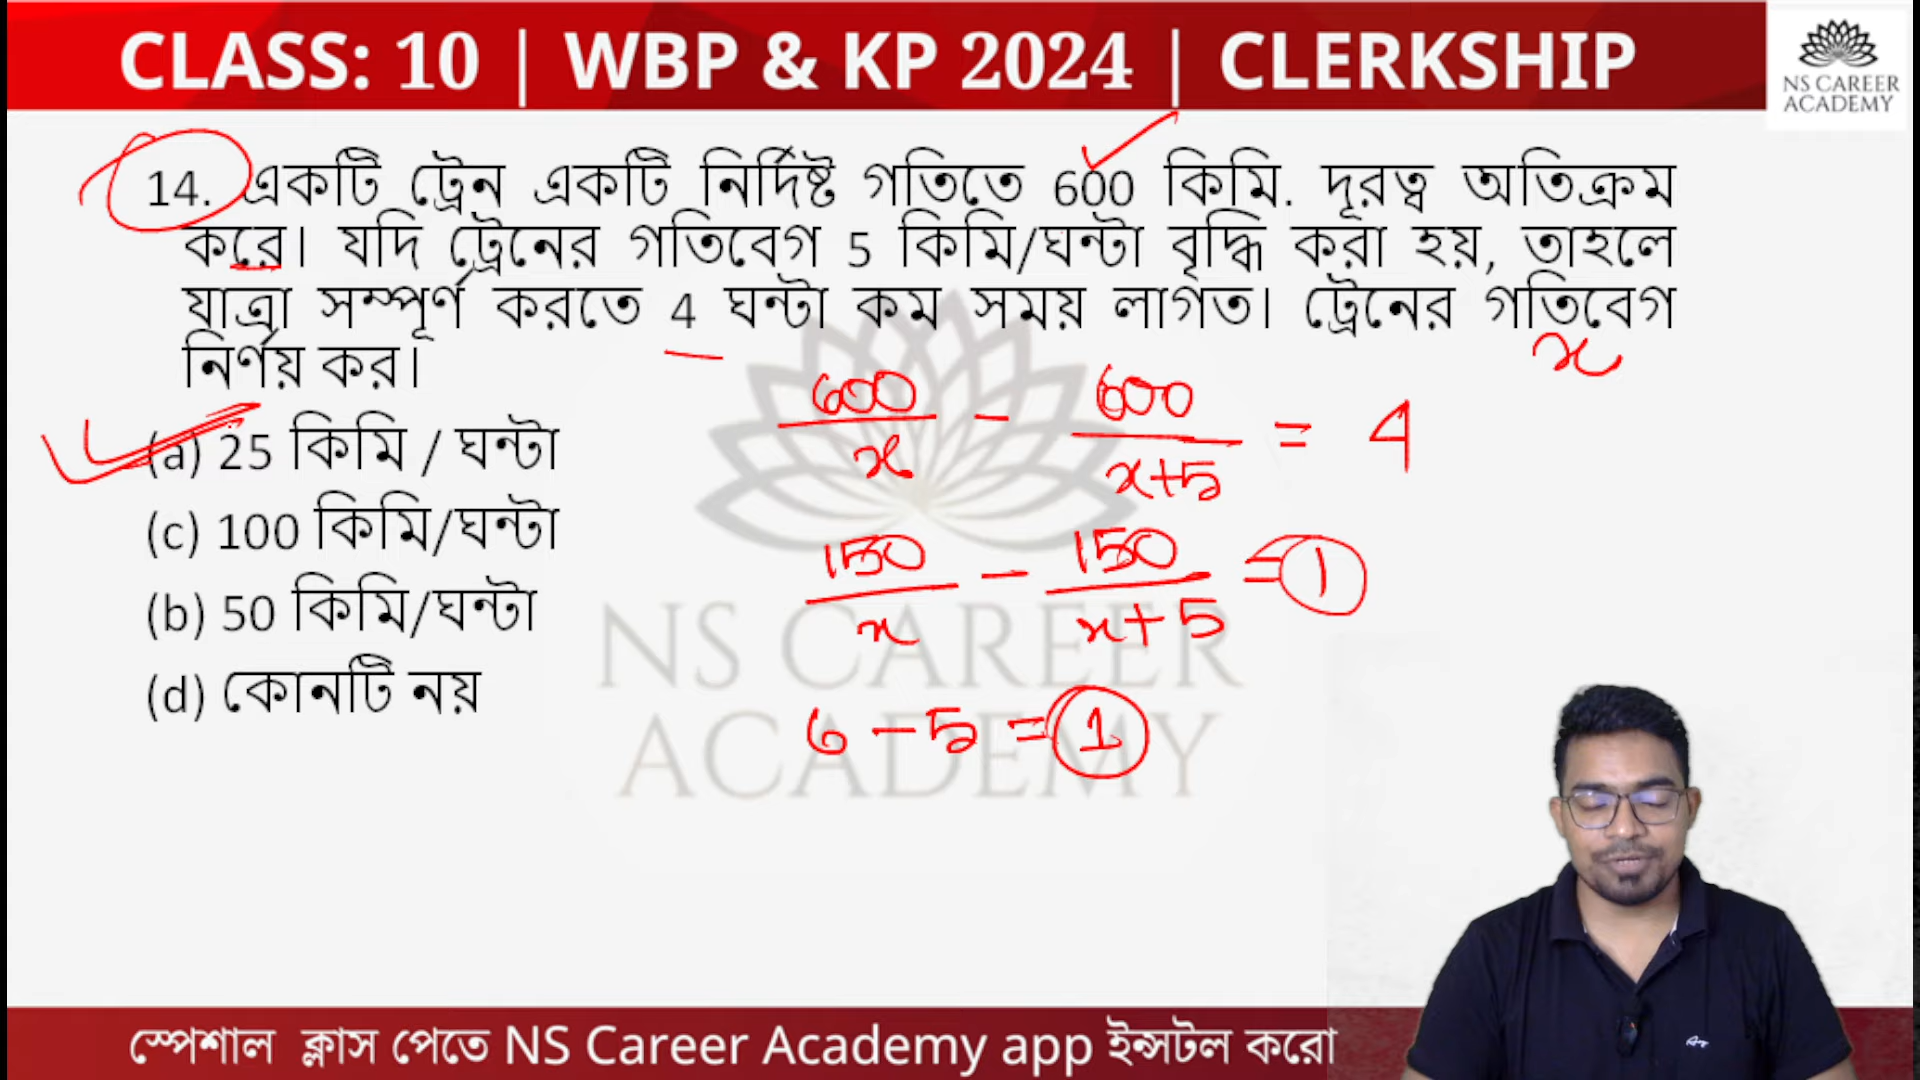 CLASS: 10 | WBP & KP 2024 | CLERKSHIP
NS CAREER
ACADEMY
14. একটি ট্রেন একটি নির্দিষ্ট গতিতে 600 কিমি. দূরত্ব অতিক্রম
করে। যদি ট্রেনের গতিবেগ 5 কিমি/ঘন্টা বৃদ্ধি করা হয়, তাহলে
যাত্রা সম্পূর্ণ করতে 4 ঘন্টা কম সময় লাগত। ট্রেনের গতিবেগ
নির্ণয় কর।
x
(a) 25 কিমি / ঘন্টা
(c) 100 কিমি/ঘন্টা
(b) 50 কিমি/ঘন্টা
(d) কোনটি নয়
600/x - 600/x+5 = 4
150/x - 150/x+5 = 1
6 - 5 = 1
NS CAREER
ACADEMY
স্পেশাল ক্লাস পেতে NS Career Academy app ইন্সটল করো